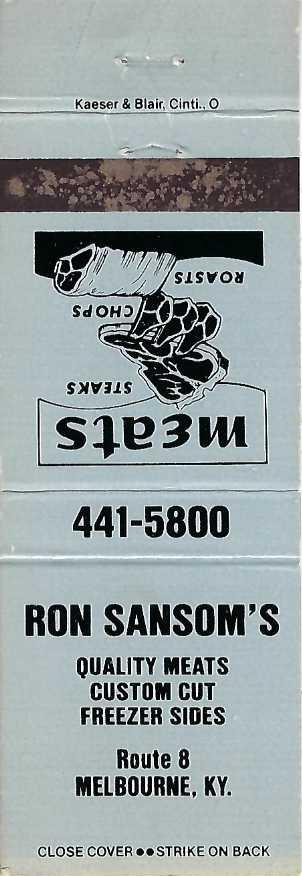 Kaeser & Blair, Cinti., O
ROASTS
CHOPS
STEAKS
meats
441-5800
RON SANSOM'S
QUALITY MEATS
CUSTOM CUT
FREEZER SIDES
Route 8
MELBOURNE, KY.
CLOSE COVER ●● STRIKE ON BACK